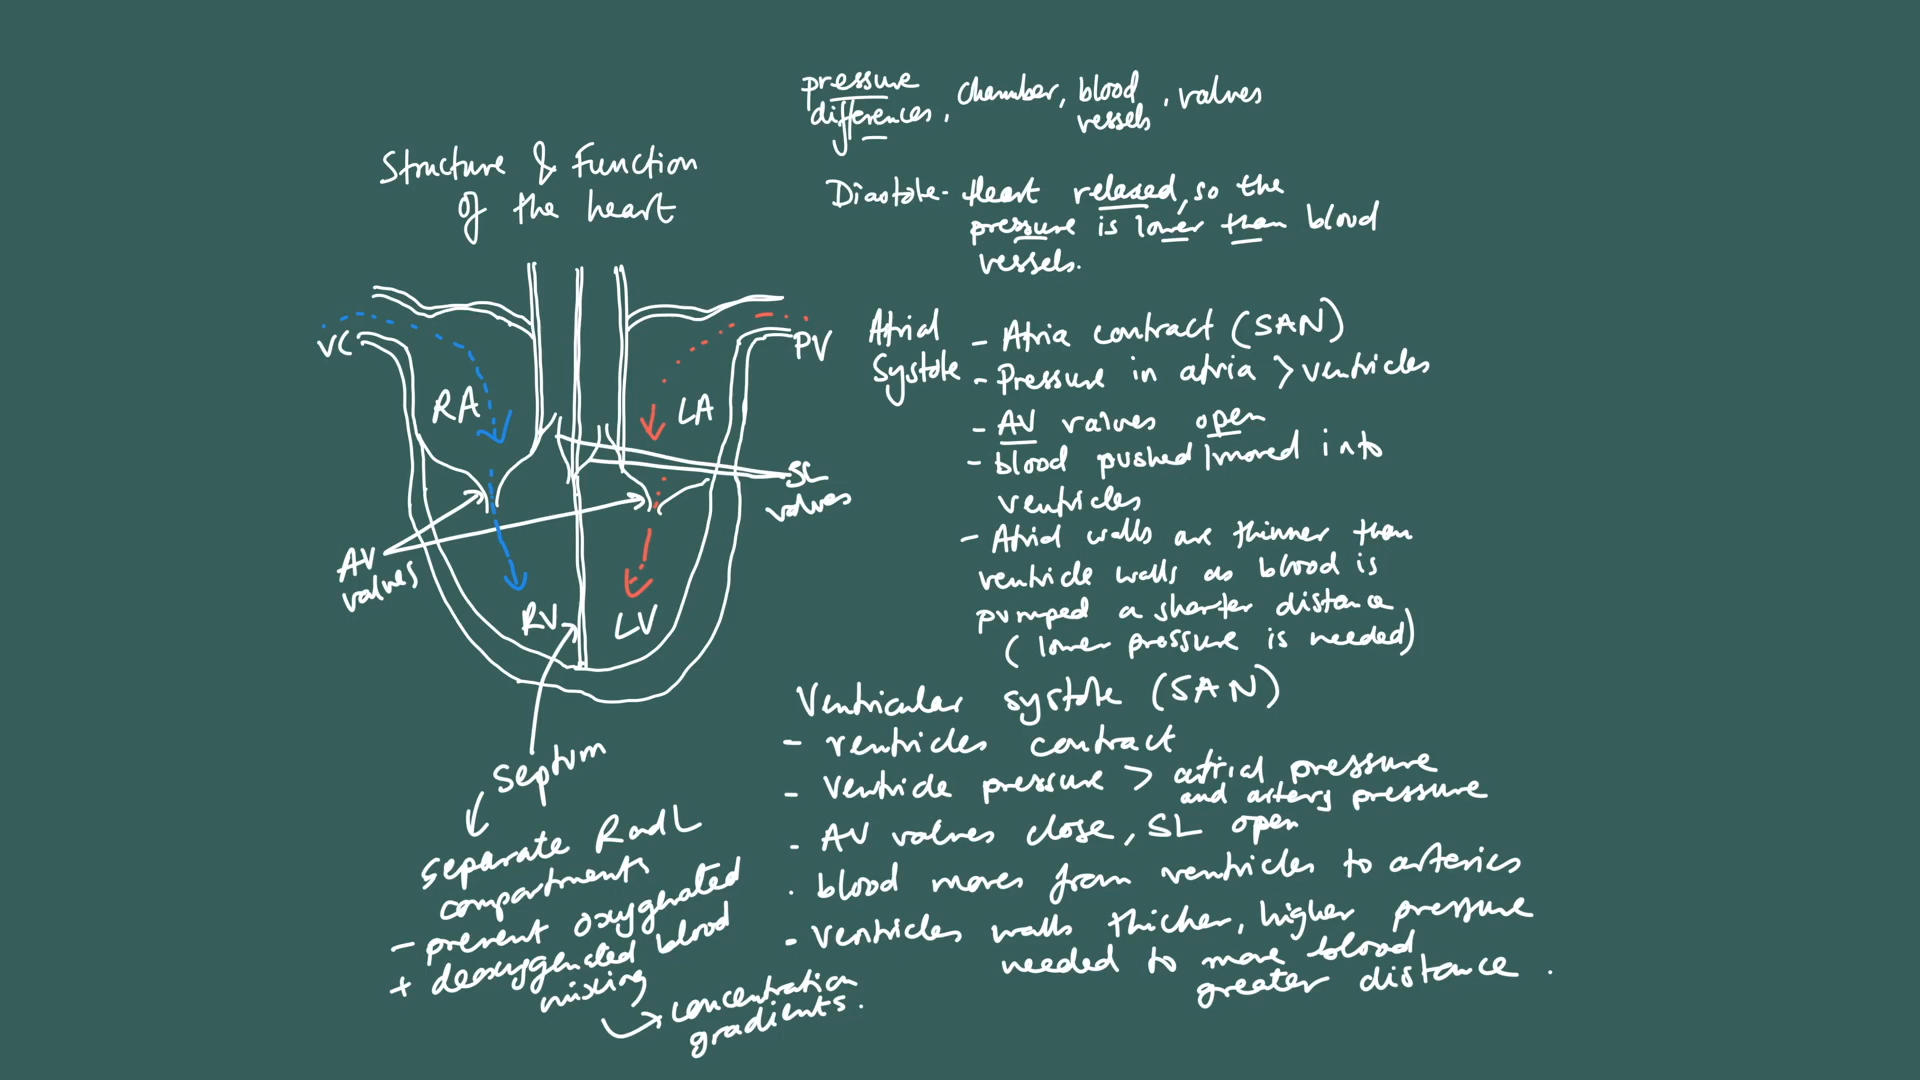 Structure & Function
of the heart
VC
RA
LA
PV
SL
valves
AV
valves
RV
LV
Septum
separate R and L
compartments
- prevent oxygenated
+ deoxygenated blood
mixing
concentration
gradients.
pressure
differences, chamber, blood
vessels, valves
Diastole - Heart relaxed, so the
pressure is lower than blood
vessels.
Atrial
Systole
- Atria contract (SAN)
- Pressure in atria > ventricles
- AV valves open
- blood pushed / moved into
ventricles
- Atrial walls are thinner than
ventricle walls as blood is
pumped a shorter distance
(lower pressure is needed)
Ventricular systole (SAN)
- ventricles contract
- Ventricle pressure > atrial pressure
and artery pressure
- AV valves close, SL open
. blood moves from ventricles to arteries
- ventricles walls thicher, higher pressure
needed to move blood
greater distance.